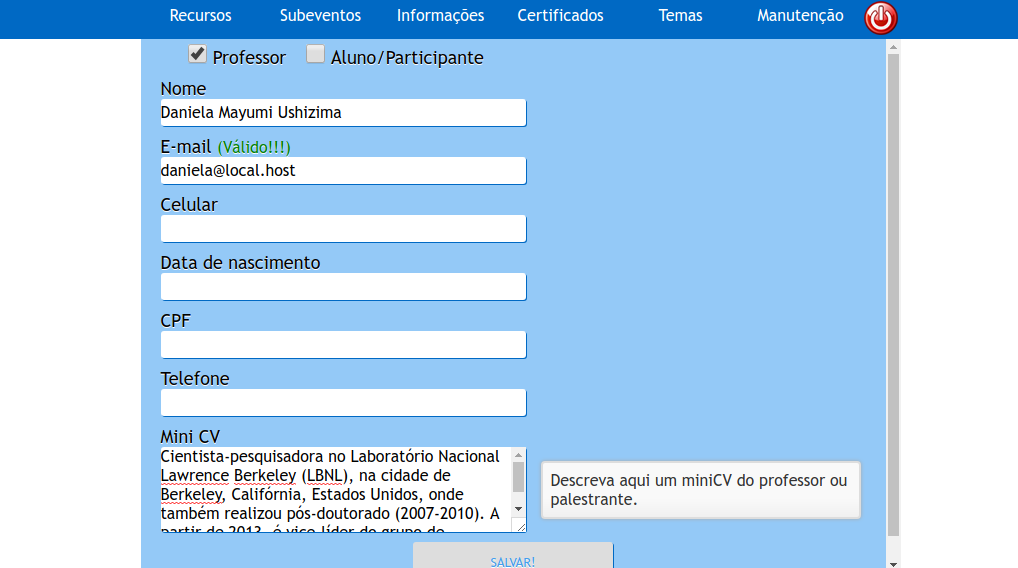 Recursos Subeventos Informações Certificados Temas Manutenção
Professor Aluno/Participante
Nome
Daniela Mayumi Ushizima
E-mail (Válido!!!)
daniela@local.host
Celular
Data de nascimento
CPF
Telefone
Mini CV
Cientista-pesquisadora no Laboratório Nacional
Lawrence Berkeley (LBNL), na cidade de
Berkeley, Califórnia, Estados Unidos, onde
também realizou pós-doutorado (2007-2010). A
partir de 2013, é vice-líder do grupo de
Descreva aqui um miniCV do professor ou
palestrante.
SALVAR!